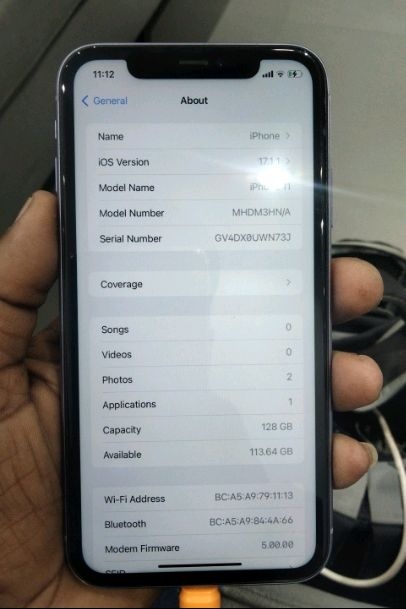 11:12
General
About
Name iPhone
iOS Version 17.1.1
Model Name iPhone 11
Model Number MHDM3HN/A
Serial Number GV4DX0UWN73J
Coverage
Songs 0
Videos 0
Photos 2
Applications 1
Capacity 128 GB
Available 113.64 GB
Wi-Fi Address BC:A5:A9:79:11:13
Bluetooth BC:A5:A9:84:4A:66
Modem Firmware 5.00.00